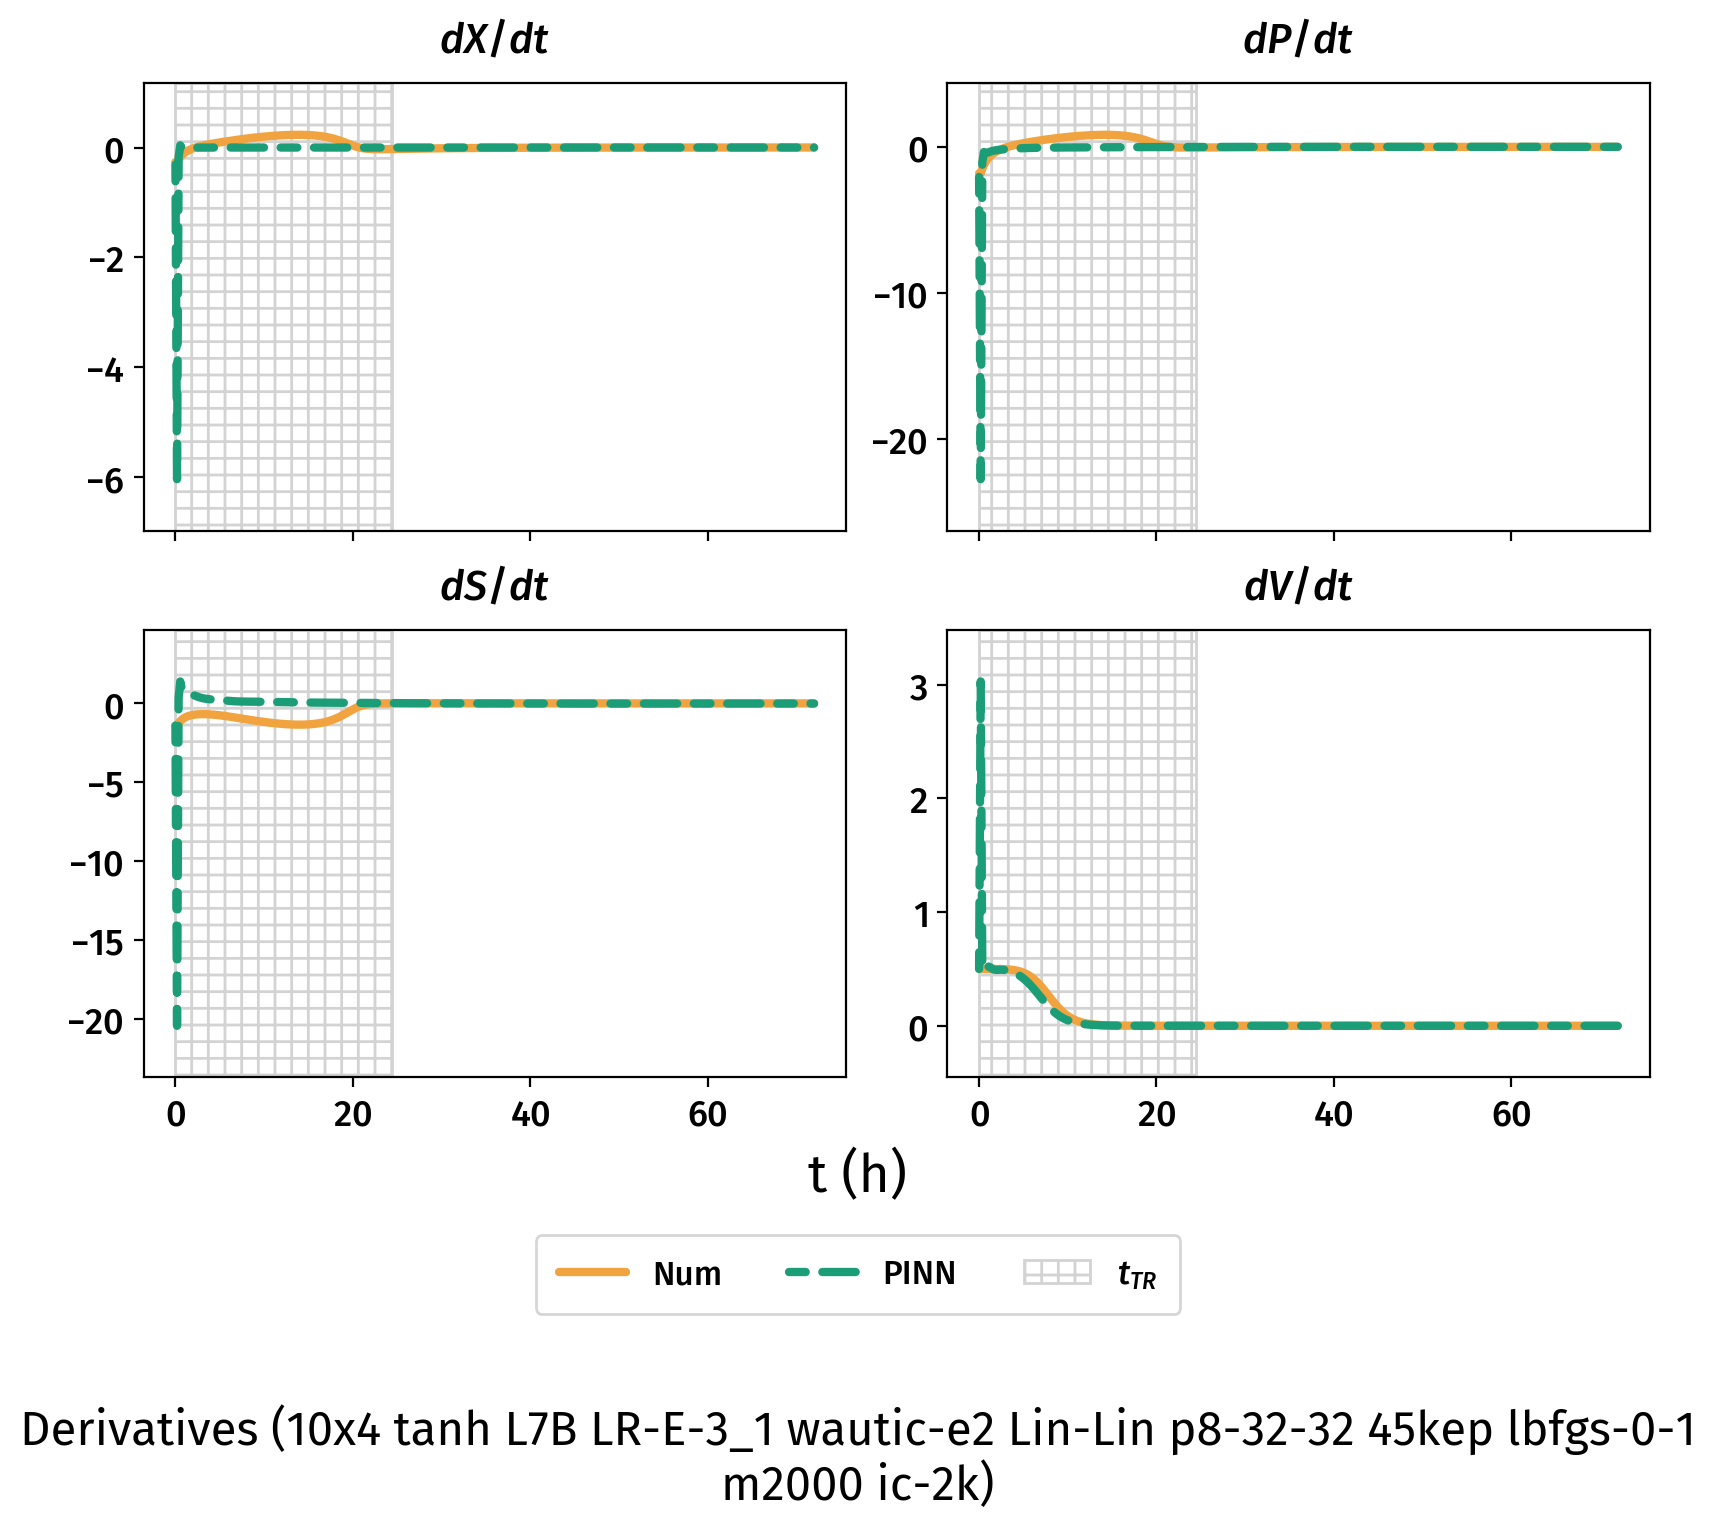 dX/dt
dP/dt
0
−2
−4
−6
0
−10
−20
dS/dt
dV/dt
0
−5
−10
−15
−20
3
2
1
0
0 20 40 60
0 20 40 60
t (h)
Num PINN tTR
Derivatives (10x4 tanh L7B LR-E-3_1 wautic-e2 Lin-Lin p8-32-32 45kep lbfgs-0-1
m2000 ic-2k)